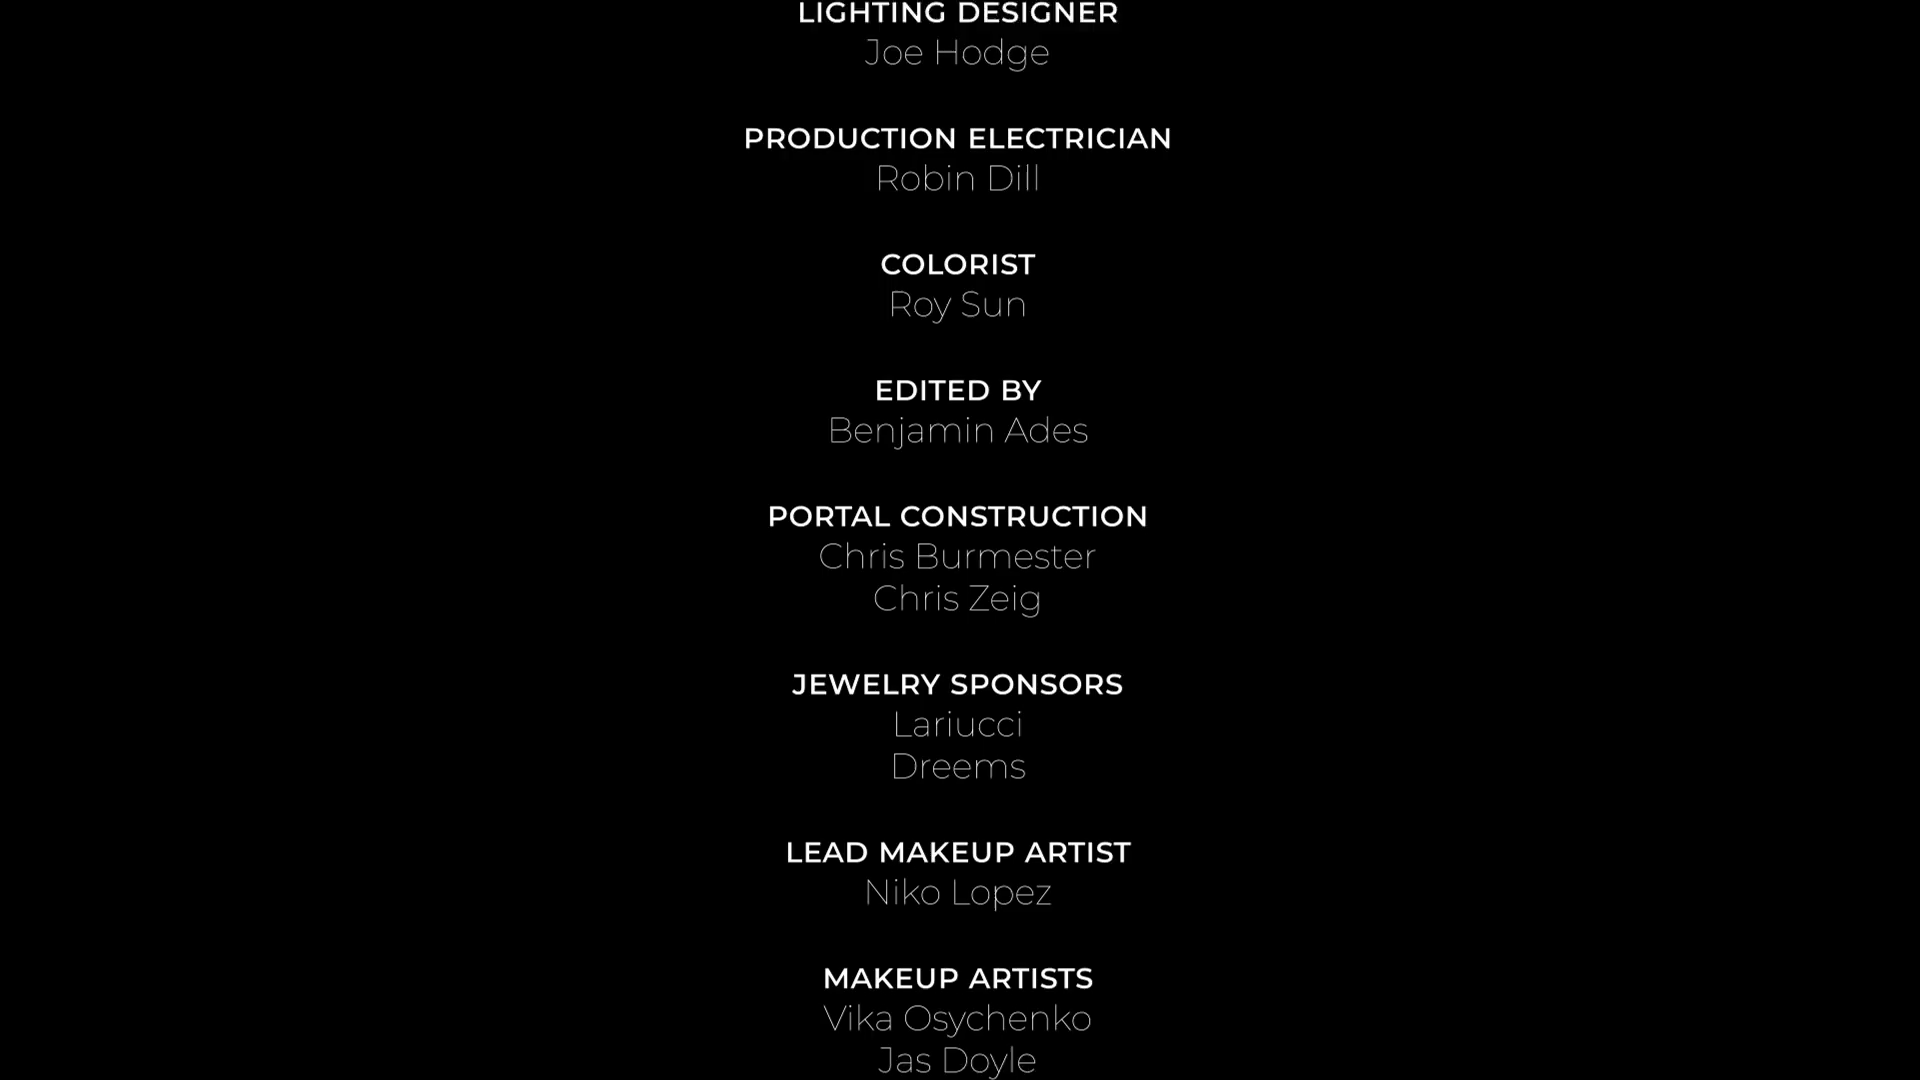 LIGHTING DESIGNER
Joe Hodge
PRODUCTION ELECTRICIAN
Robin Dill
COLORIST
Roy Sun
EDITED BY
Benjamin Ades
PORTAL CONSTRUCTION
Chris Burmester
Chris Zeig
JEWELRY SPONSORS
Lariucci
Dreems
LEAD MAKEUP ARTIST
Niko Lopez
MAKEUP ARTISTS
Vika Osychenko
Jas Doyle